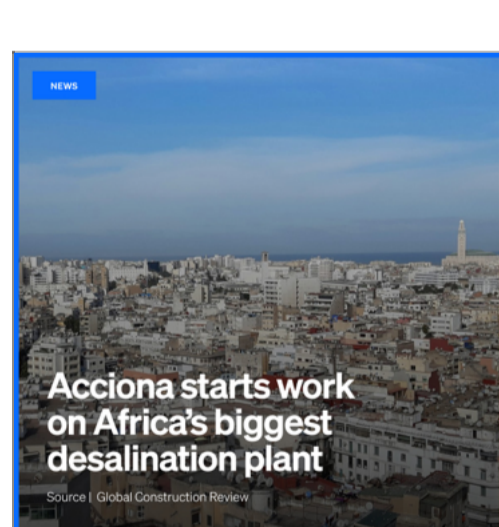 NEWS
Acciona starts work
on Africa's biggest
desalination plant
Source | Global Construction Review